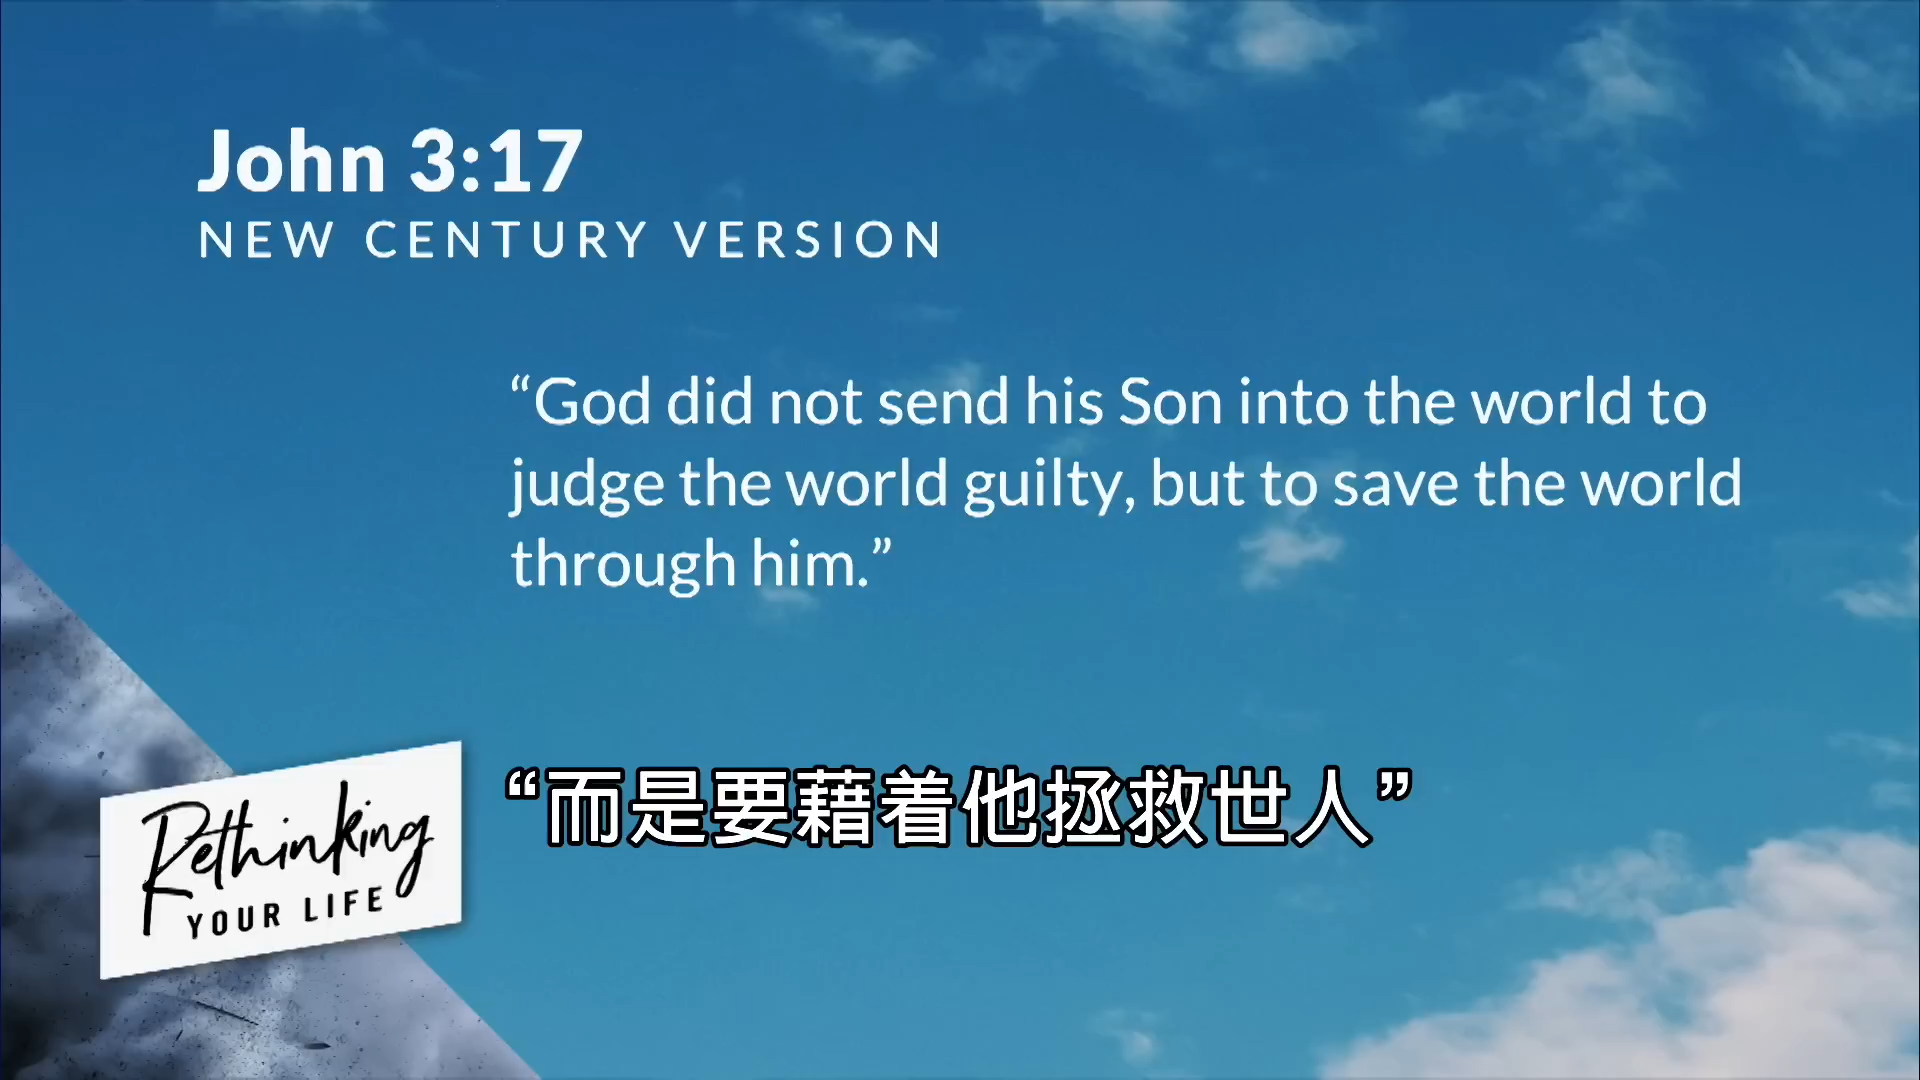 John 3:17
NEW CENTURY VERSION
“God did not send his Son into the world to
judge the world guilty, but to save the world
through him.”
“而是要藉着他拯救世人”
Rethinking
YOUR LIFE